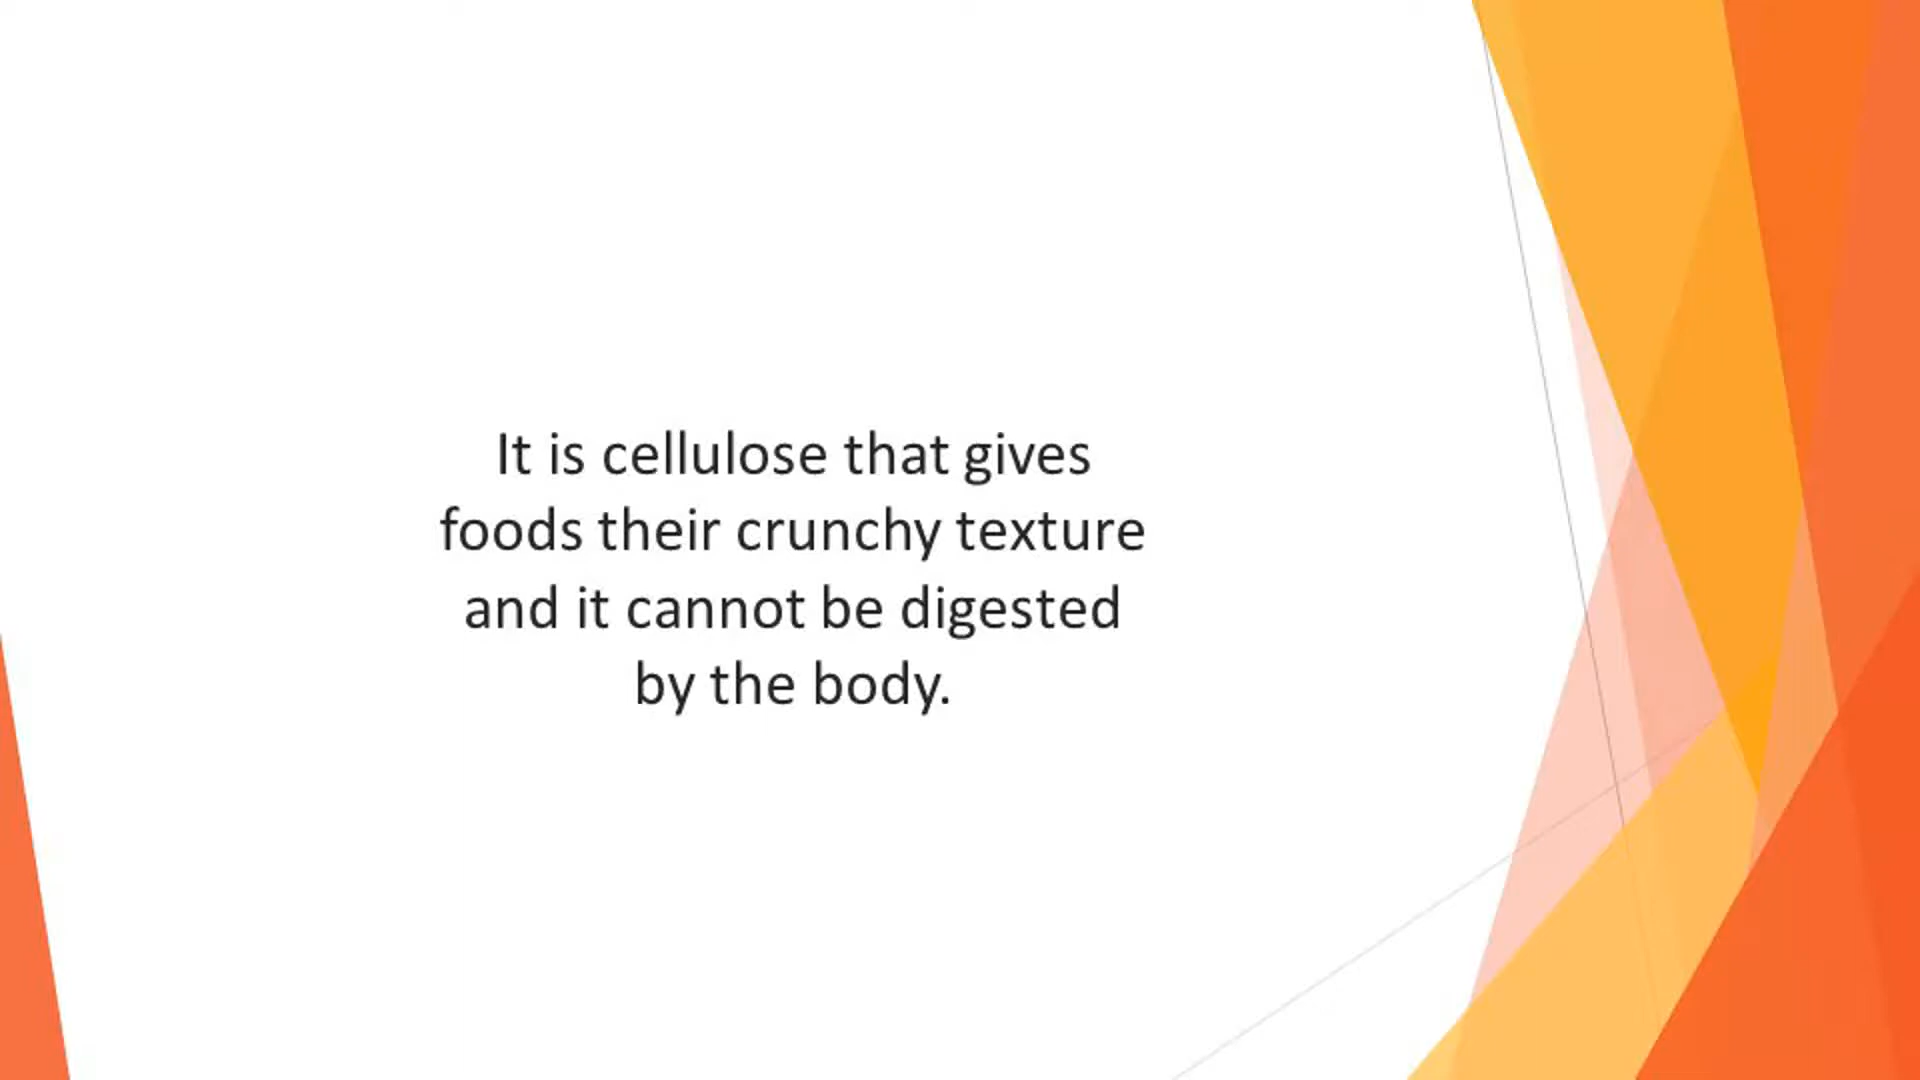 It is cellulose that gives
foods their crunchy texture
and it cannot be digested
by the body.